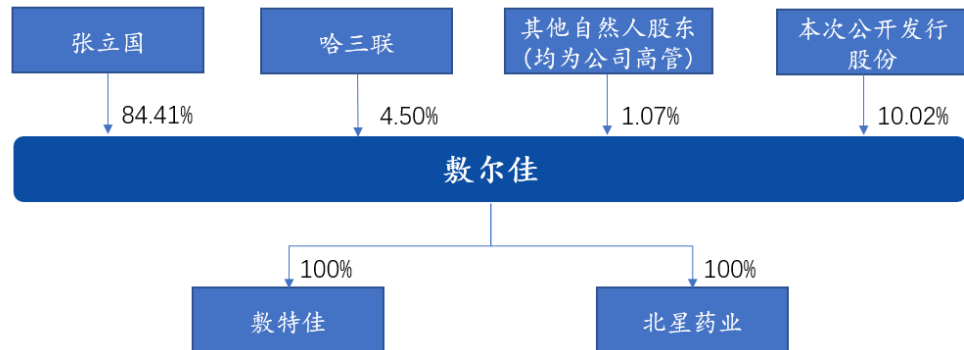 张立国
哈三联
其他自然人股东
(均为公司高管)
本次公开发行
股份
84.41%
4.50%
1.07%
10.02%
敷尔佳
100%
100%
敷特佳
北星药业